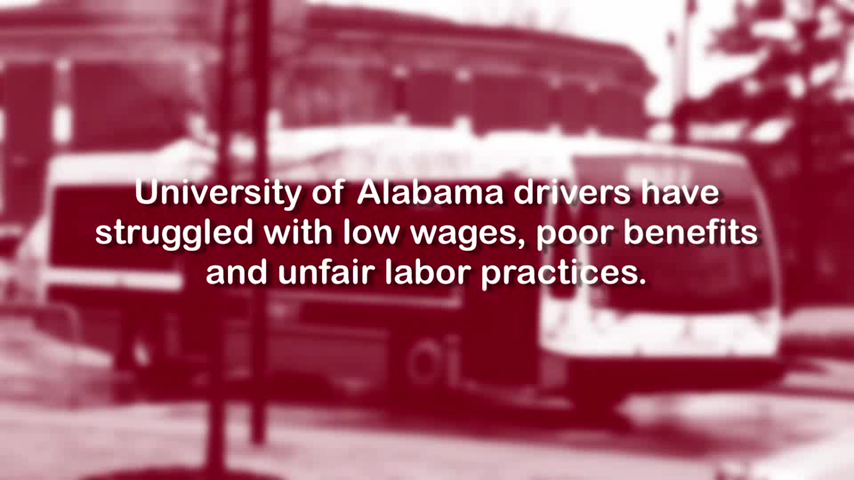 University of Alabama drivers have
struggled with low wages, poor benefits
and unfair labor practices.